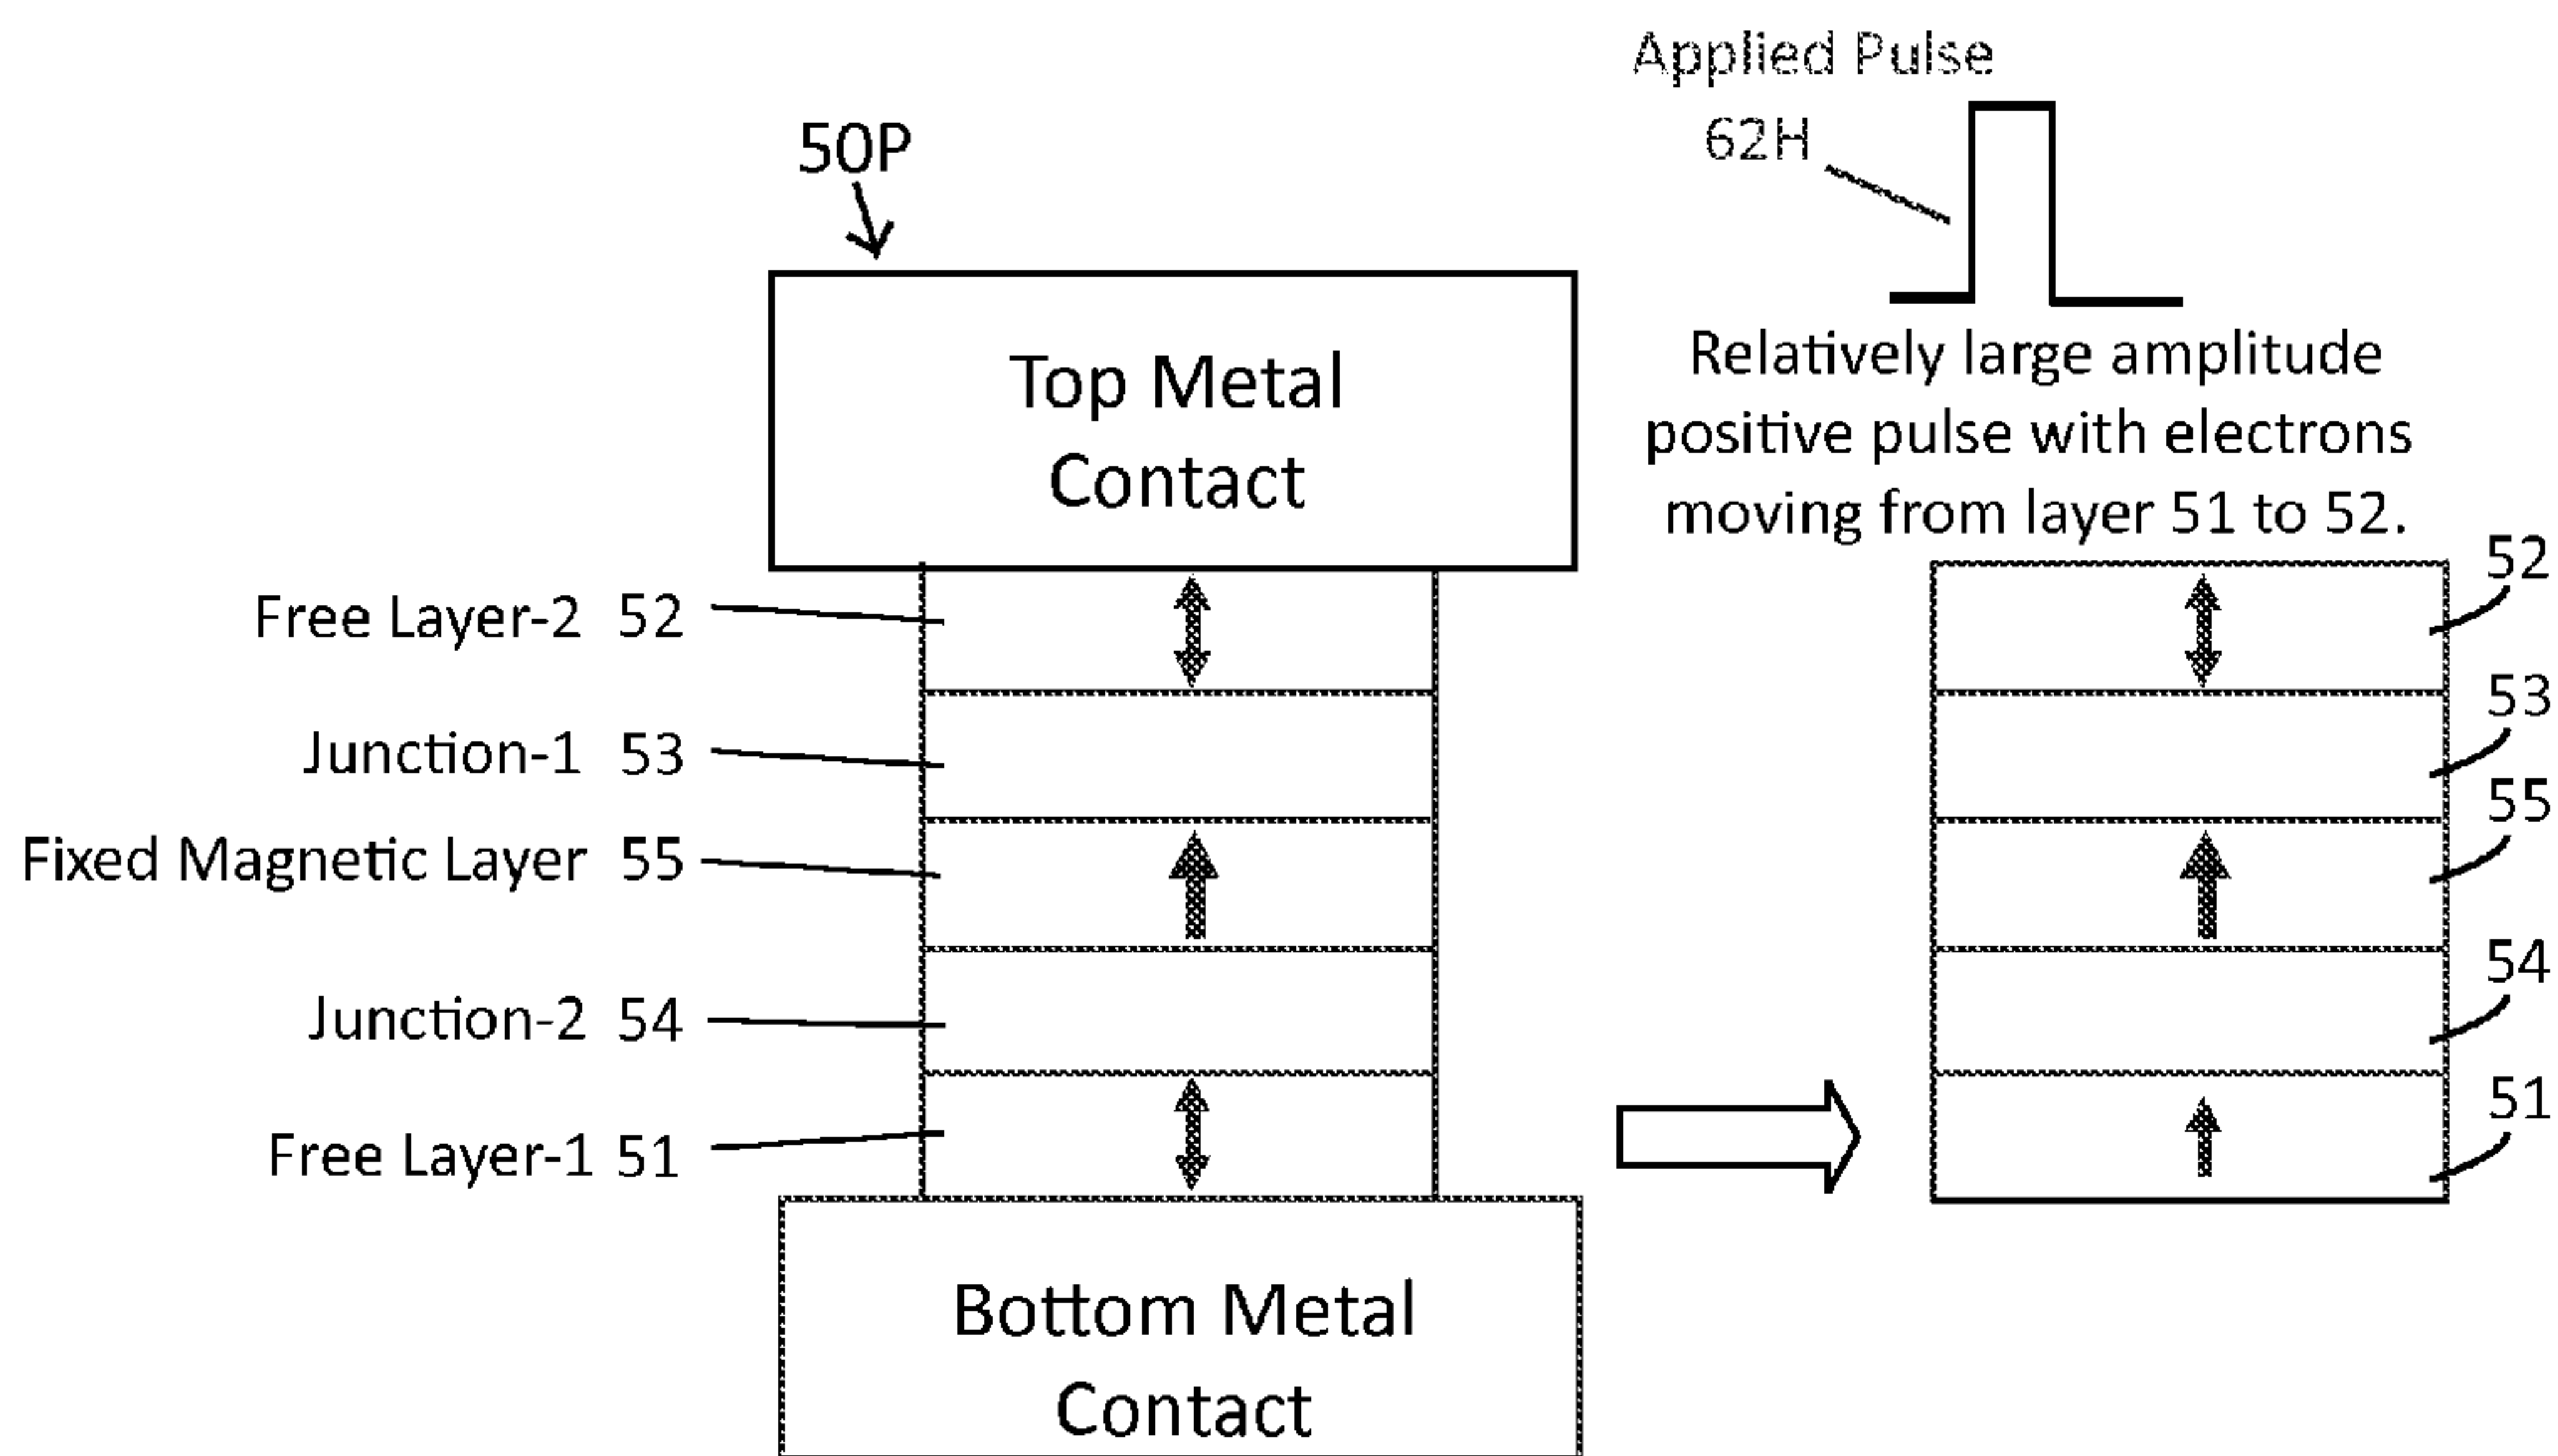 Applied Pulse
62H
50P
Relatively large amplitude
positive pulse with electrons
moving from layer 51 to 52.
Top Metal
Contact
Free Layer-2 52
Junction-1 53
Fixed Magnetic Layer 55
Junction-2 54
Free Layer-1 51
Bottom Metal
Contact
52
53
55
54
51